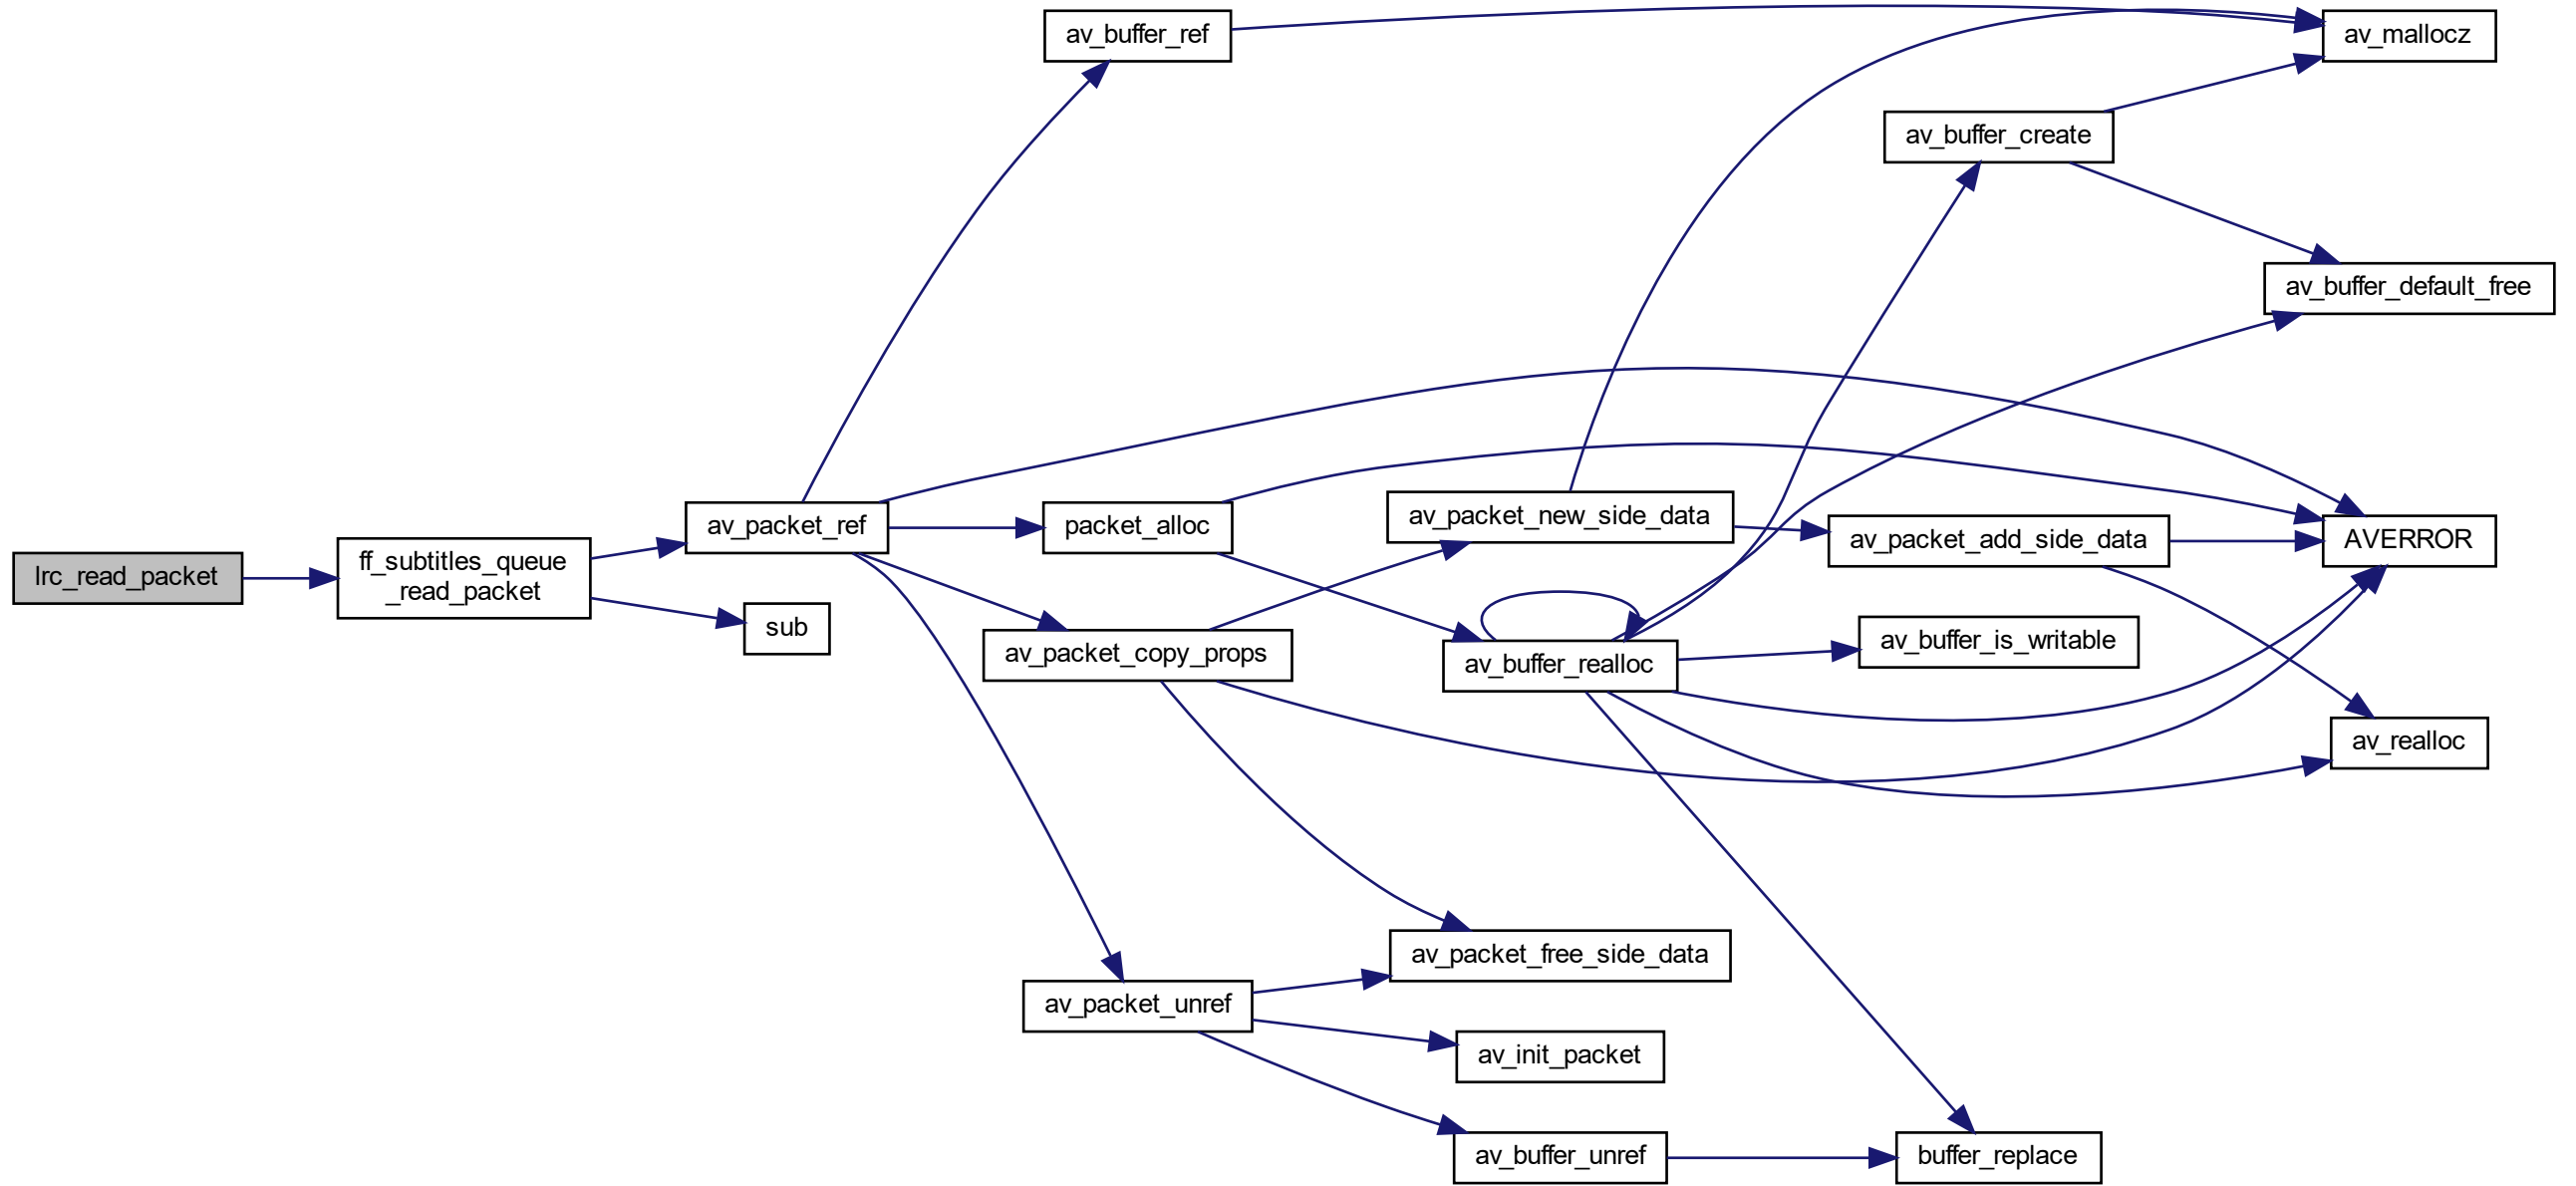 av_buffer_ref
av_mallocz
av_buffer_create
av_buffer_default_free
av_packet_ref
packet_alloc
av_packet_new_side_data
av_packet_add_side_data
AVERROR
lrc_read_packet
ff_subtitles_queue
_read_packet
sub
av_packet_copy_props
av_buffer_realloc
av_buffer_is_writable
av_realloc
av_packet_free_side_data
av_packet_unref
av_init_packet
av_buffer_unref
buffer_replace